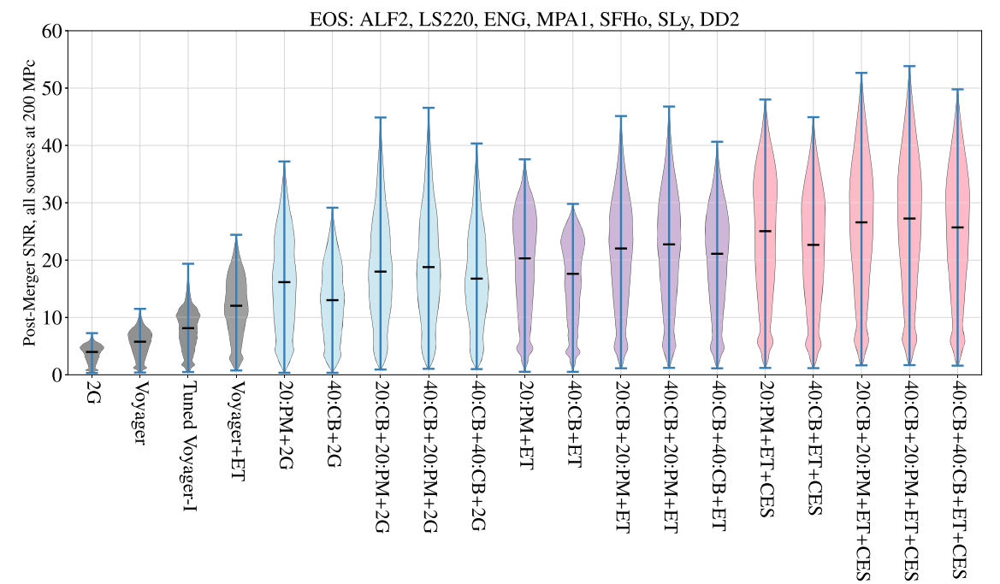 EOS: ALF2, LS220, ENG, MPA1, SFHo, SLy, DD2
Post-Merger SNR, all sources at 200 MPc
60
50
40
30
20
10
0
2G
Voyager
Tuned Voyager-I
Voyager+ET
20:PM+2G
40:CB+2G
20:CB+20:PM+2G
40:CB+20:PM+2G
40:CB+40:CB+2G
20:PM+ET
40:CB+ET
20:CB+20:PM+ET
40:CB+20:PM+ET
40:CB+40:CB+ET
20:PM+ET+CES
40:CB+ET+CES
20:CB+20:PM+ET+CES
40:CB+20:PM+ET+CES
40:CB+40:CB+ET+CES